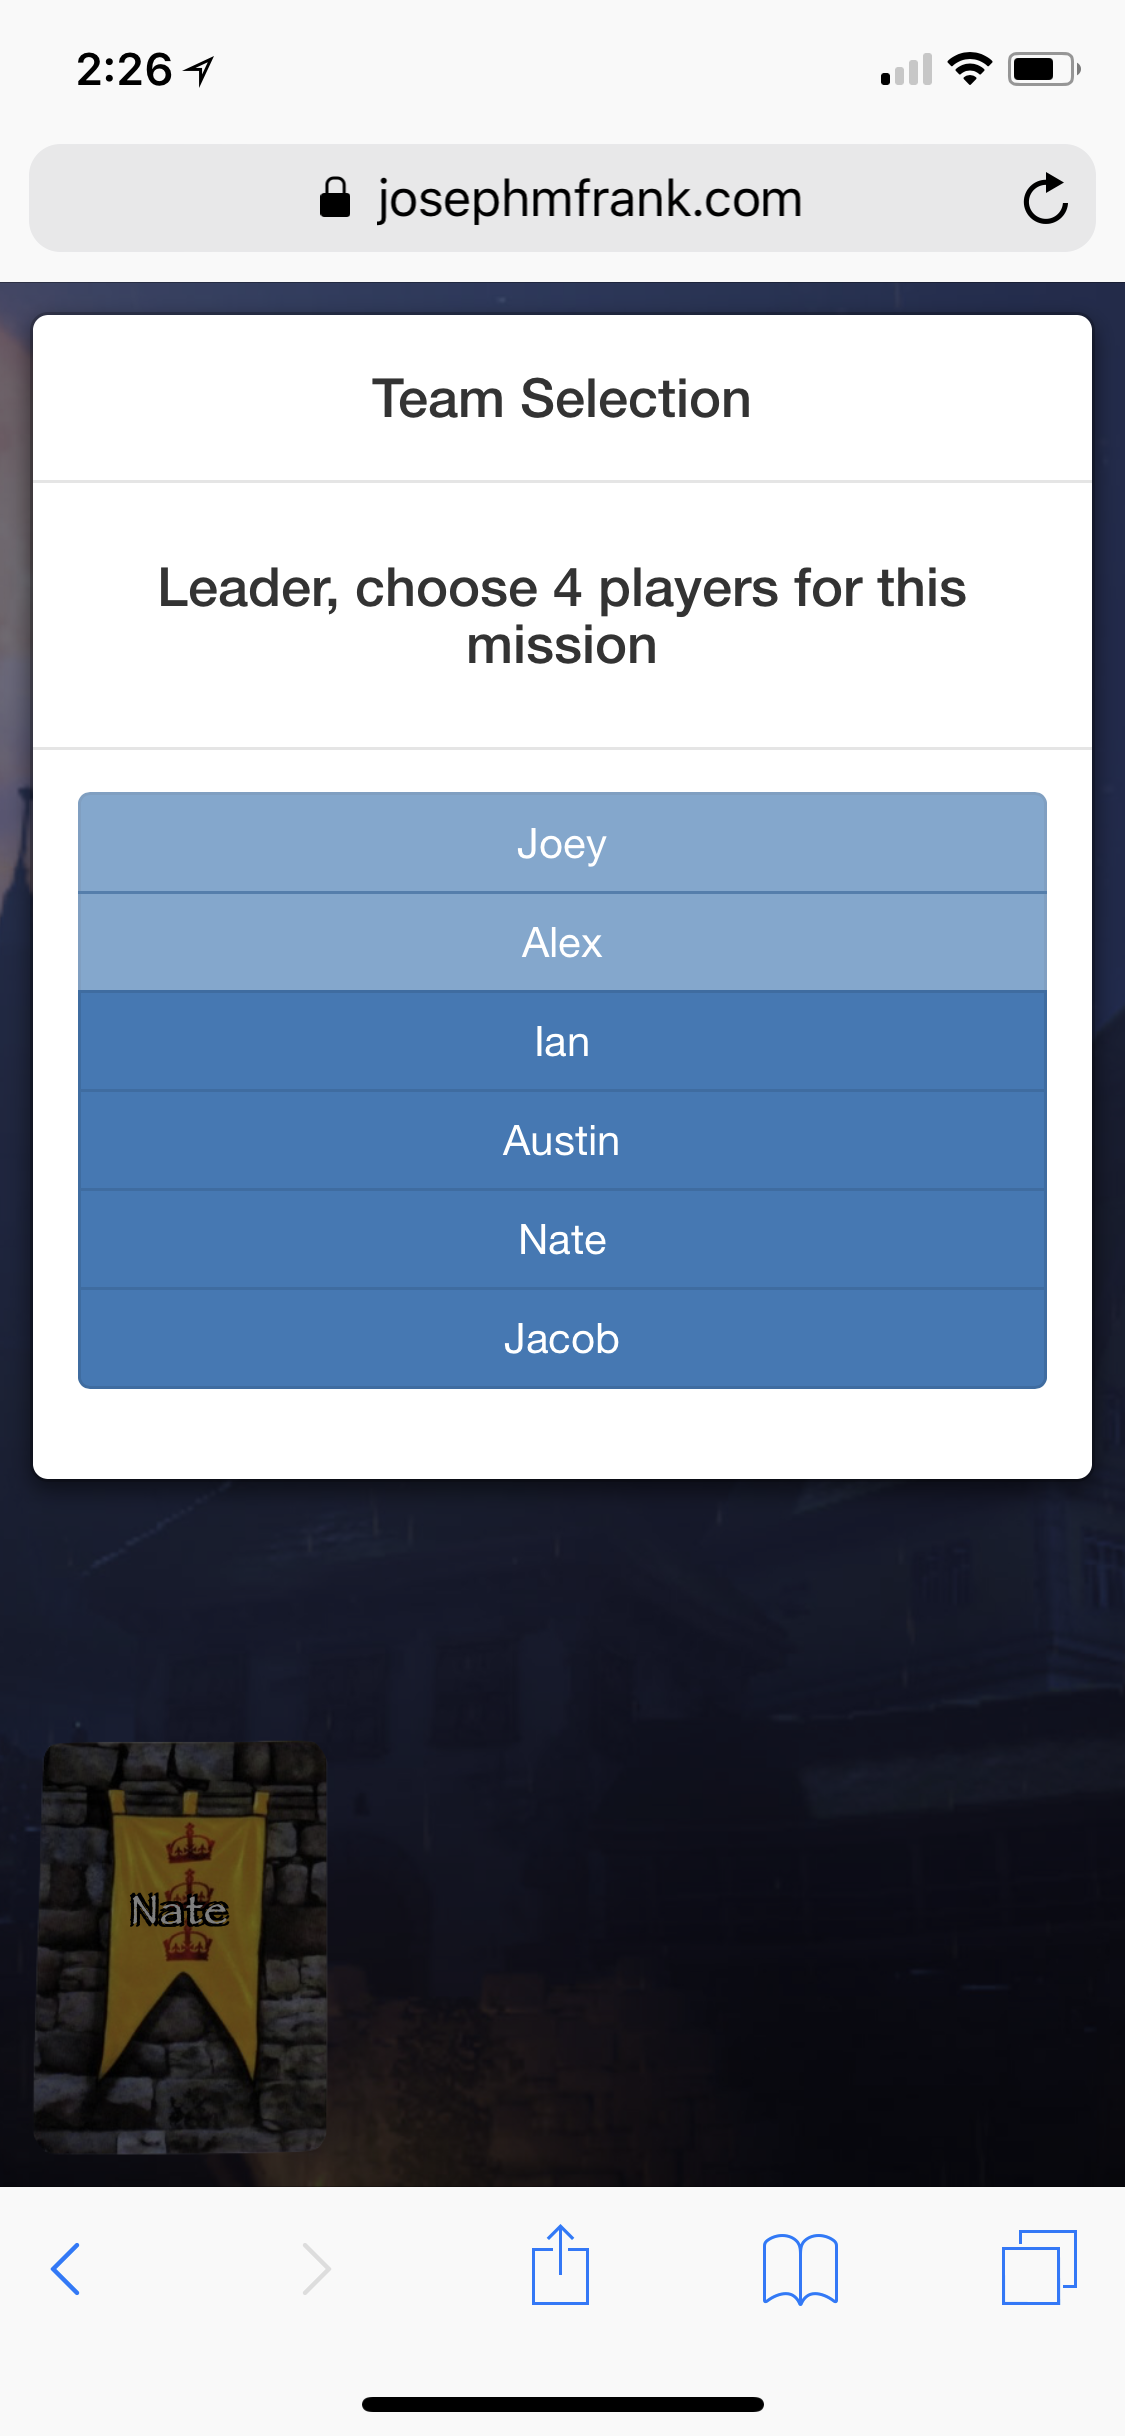 2:26
josephmfrank.com
Team Selection
Leader, choose 4 players for this
mission
Joey
Alex
Ian
Austin
Nate
Jacob
Nate